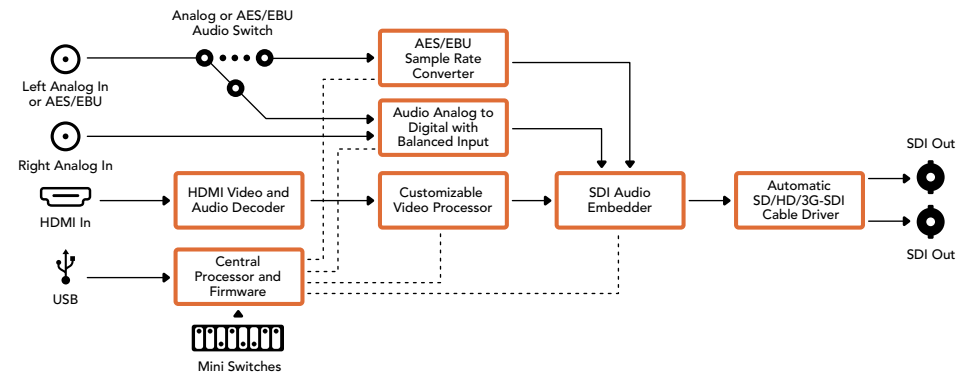 Analog or AES/EBU
Audio Switch
Left Analog In
or AES/EBU
AES/EBU
Sample Rate
Converter
Right Analog In
Audio Analog to
Digital with
Balanced Input
HDMI In
HDMI Video and
Audio Decoder
Customizable
Video Processor
SDI Audio
Embedder
Automatic
SD/HD/3G-SDI
Cable Driver
SDI Out
SDI Out
USB
Central
Processor and
Firmware
Mini Switches